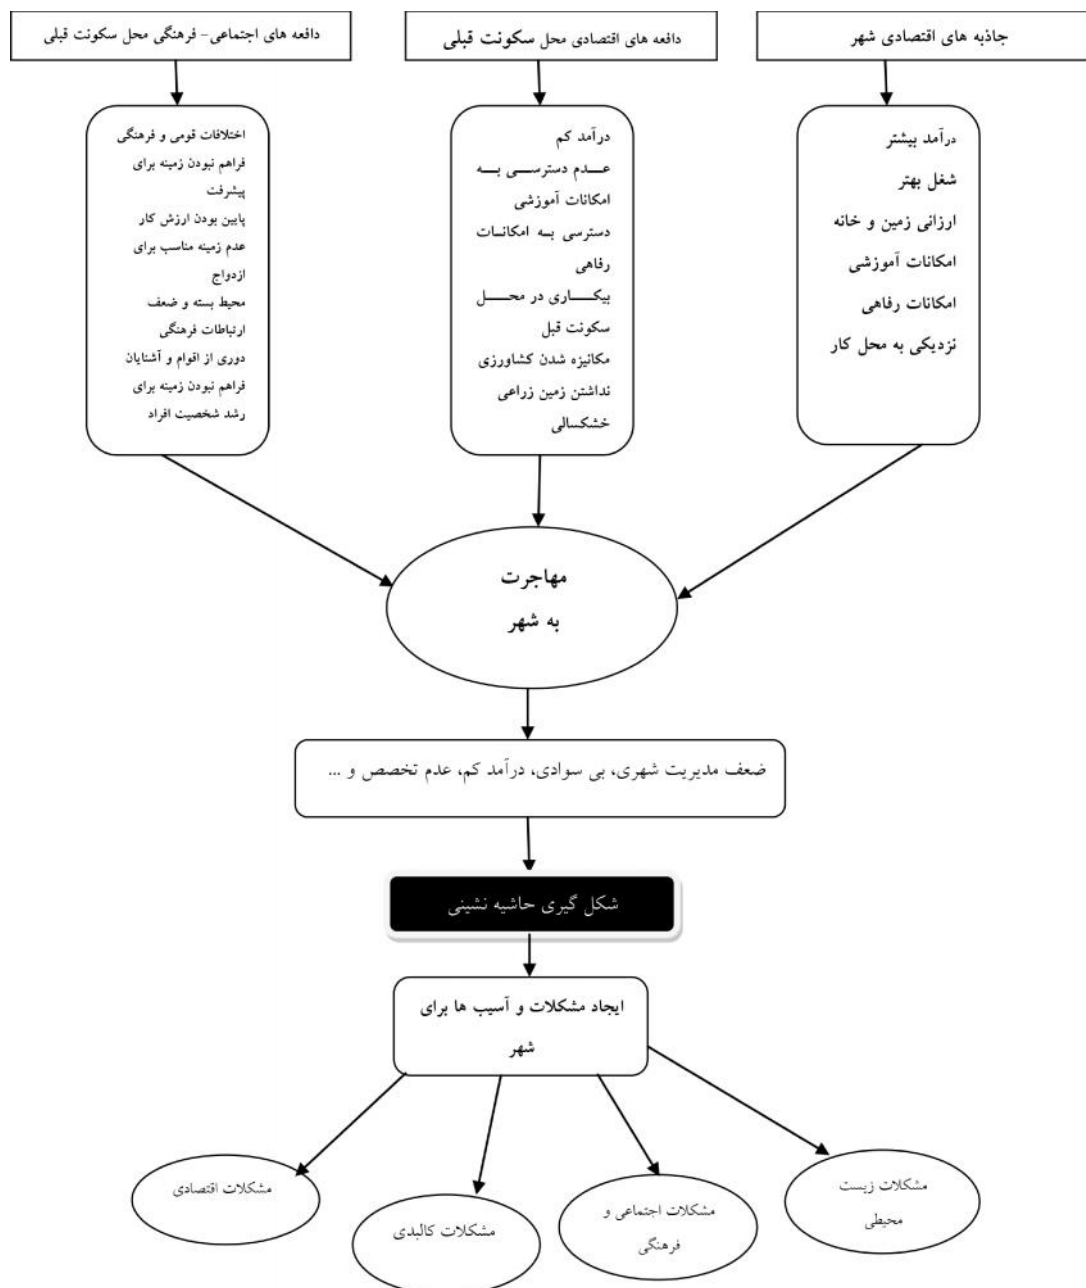 جاذبه های اقتصادی شهر
دافعه های اقتصادی محل سکونت قبلی
دافعه های اجتماعی- فرهنگی محل سکونت قبلی
درآمد بیشتر
شغل بهتر
ارزانی زمین و خانه
امکانات آموزشی
امکانات رفاهی
نزدیکی به محل کار
درآمد کم
عدم دسترسی به
امکانات آموزشی
دسترسی به امکانات
رفاهی
بیکاری در محل
سکونت قبل
مکانیزه شدن کشاورزی
نداشتن زمین زراعی
خشکسالی
اختلافات قومی و فرهنگی
فراهم نبودن زمینه برای
پیشرفت
پایین بودن ارزش کار
عدم زمینه مناسب برای
ازدواج
محیط بسته و ضعف
ارتباطات فرهنگی
دوری از اقوام و آشنایان
فراهم نبودن زمینه برای
رشد شخصیت افراد
مهاجرت
به شهر
ضعف مدیریت شهری، بی سوادی، درآمد کم، عدم تخصص و ...
شکل گیری حاشیه نشینی
ایجاد مشکلات و آسیب ها برای
شهر
مشکلات زیست
محیطی
مشکلات اجتماعی و
فرهنگی
مشکلات کالبدی
مشکلات اقتصادی